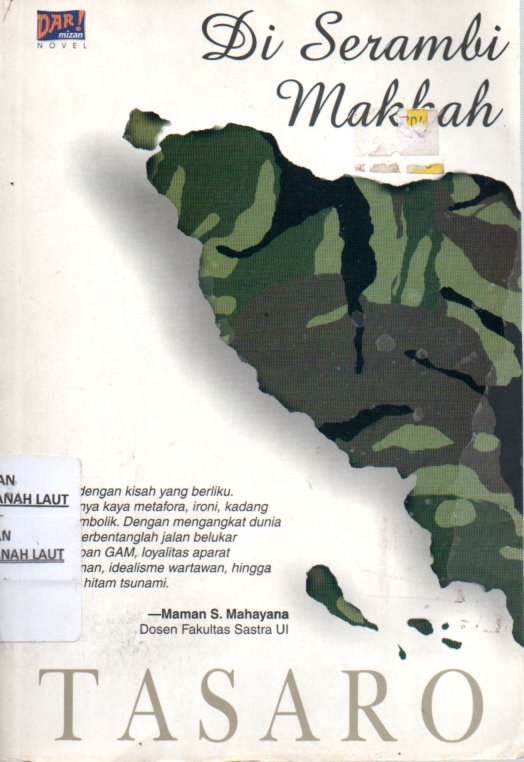 DAR!
mizan
NOVEL
Di Serambi
Makkah
dengan kisah yang berliku.
nya kaya metafora, ironi, kadang
mbolik. Dengan mengangkat dunia
erbentanglah jalan belukar
ban GAM, loyalitas aparat
nan, idealisme wartawan, hingga
hitam tsunami.
—Maman S. Mahayana
Dosen Fakultas Sastra UI
AN
ANAH LAUT
AN
NAH LAUT
TASARO